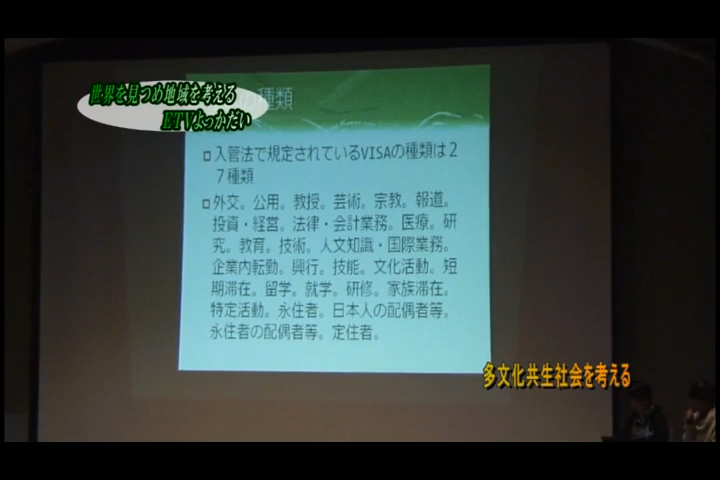 世界を見つめ地域を考える
E-TVよっかだい
種類
□入管法で規定されているVISAの種類は2
7種類
□外交。公用。教授。芸術。宗教。報道。
投資・経営。法律・会計業務。医療。研
究。教育。技術。人文知識・国際業務。
企業内転勤。興行。技能。文化活動。短
期滞在。留学。就学。研修。家族滞在。
特定活動。永住者。日本人の配偶者等。
永住者の配偶者等。定住者。
多文化共生社会を考える